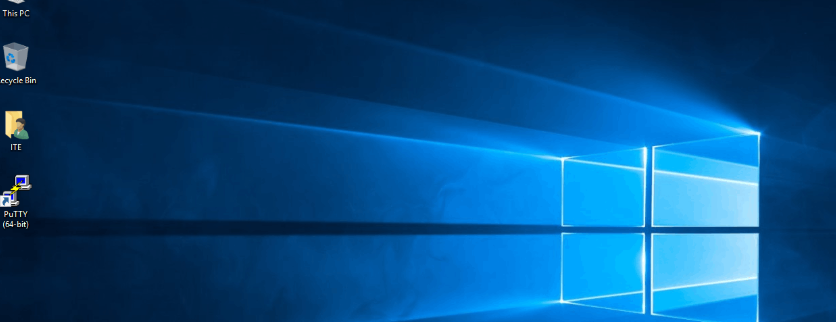 This PC
ecycle Bin
ITE
PuTTY
(64-bit)